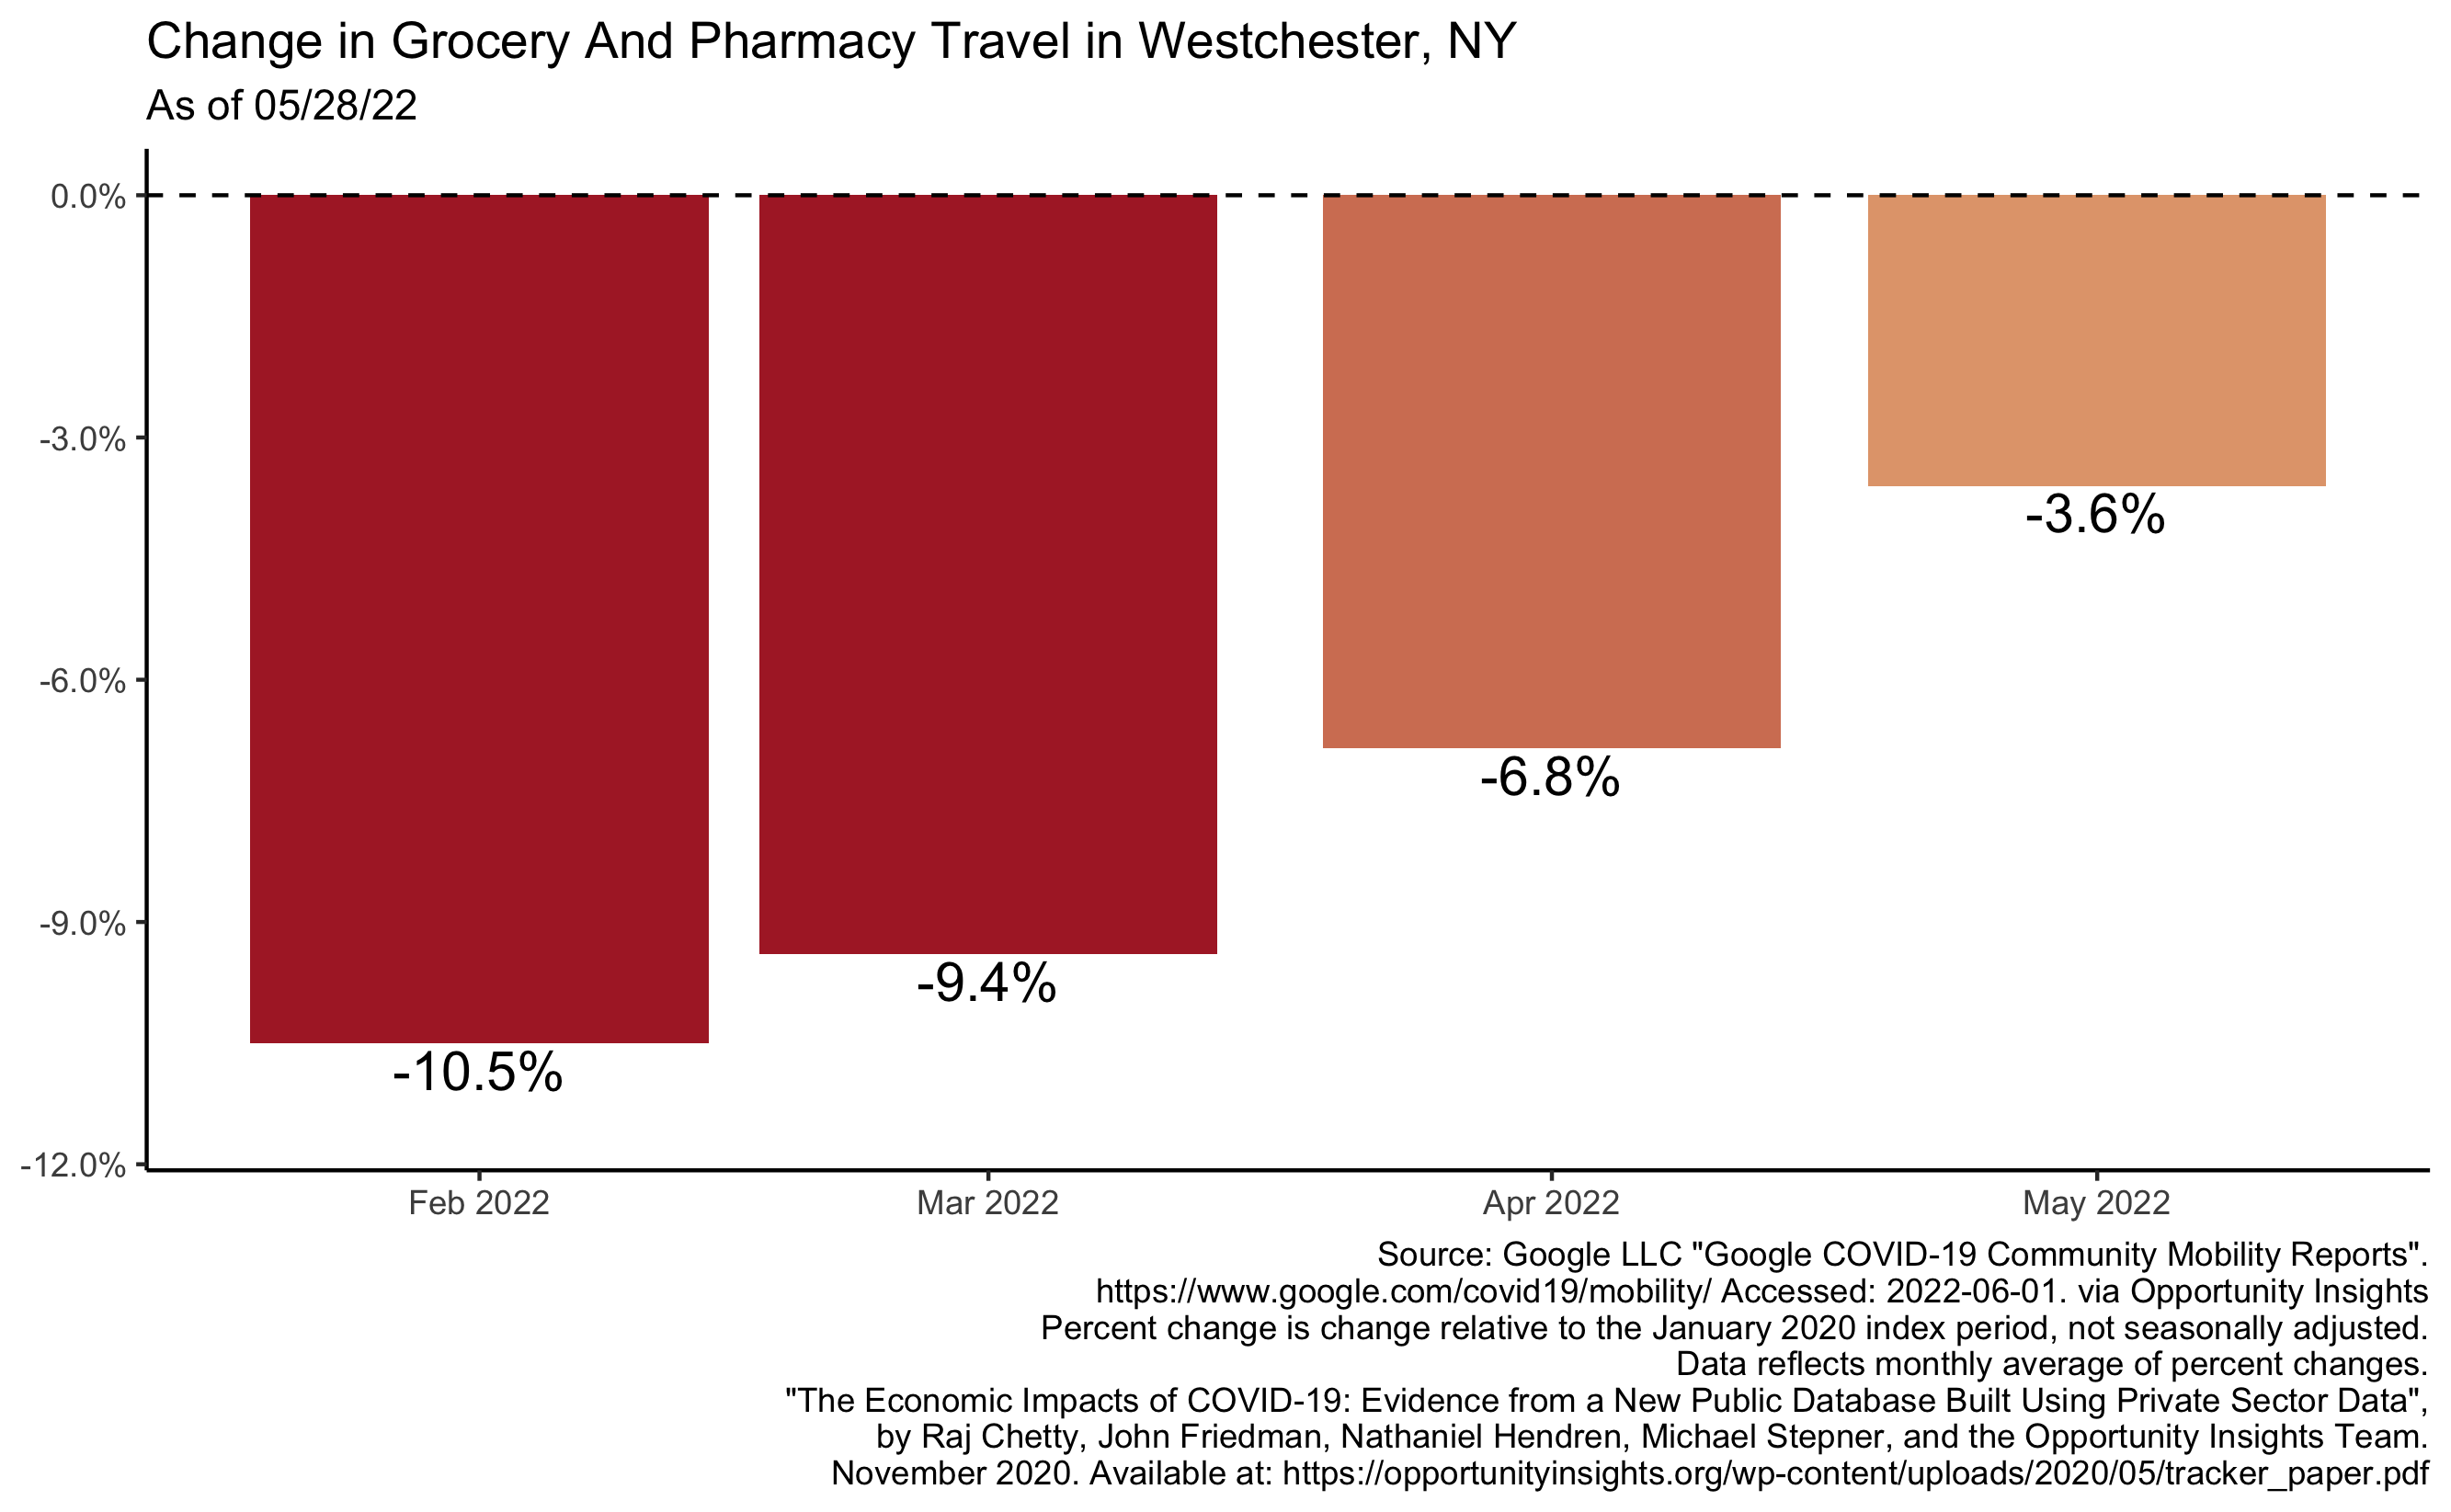 Change in Grocery And Pharmacy Travel in Westchester, NY
As of 05/28/22
0.0%
-3.0%
-6.0%
-9.0%
-12.0%
-10.5%
-9.4%
-6.8%
-3.6%
Feb 2022
Mar 2022
Apr 2022
May 2022
Source: Google LLC "Google COVID-19 Community Mobility Reports".
https://www.google.com/covid19/mobility/ Accessed: 2022-06-01. via Opportunity Insights
Percent change is change relative to the January 2020 index period, not seasonally adjusted.
Data reflects monthly average of percent changes.
"The Economic Impacts of COVID-19: Evidence from a New Public Database Built Using Private Sector Data",
by Raj Chetty, John Friedman, Nathaniel Hendren, Michael Stepner, and the Opportunity Insights Team.
November 2020. Available at: https://opportunityinsights.org/wp-content/uploads/2020/05/tracker_paper.pdf